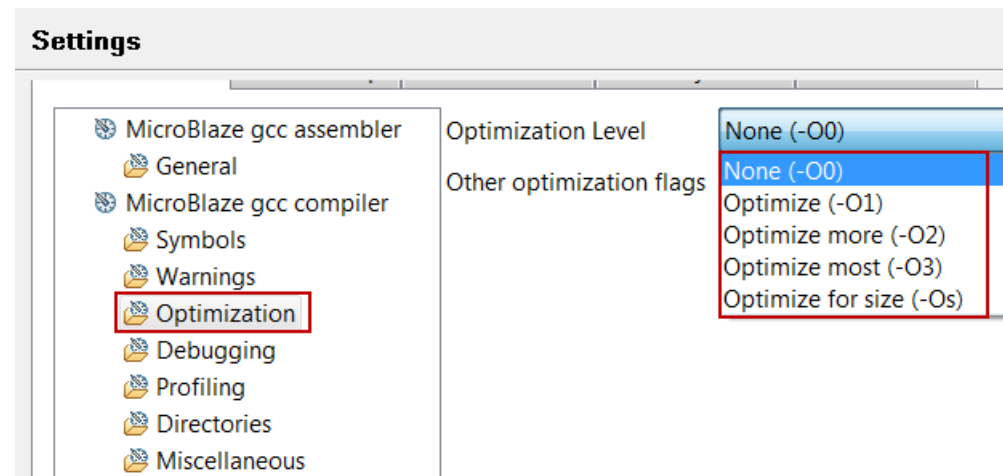 Settings
MicroBlaze gcc assembler
General
MicroBlaze gcc compiler
Symbols
Warnings
Optimization
Debugging
Profiling
Directories
Miscellaneous
Optimization Level
None (-O0)
Other optimization flags
None (-O0)
Optimize (-O1)
Optimize more (-O2)
Optimize most (-O3)
Optimize for size (-Os)